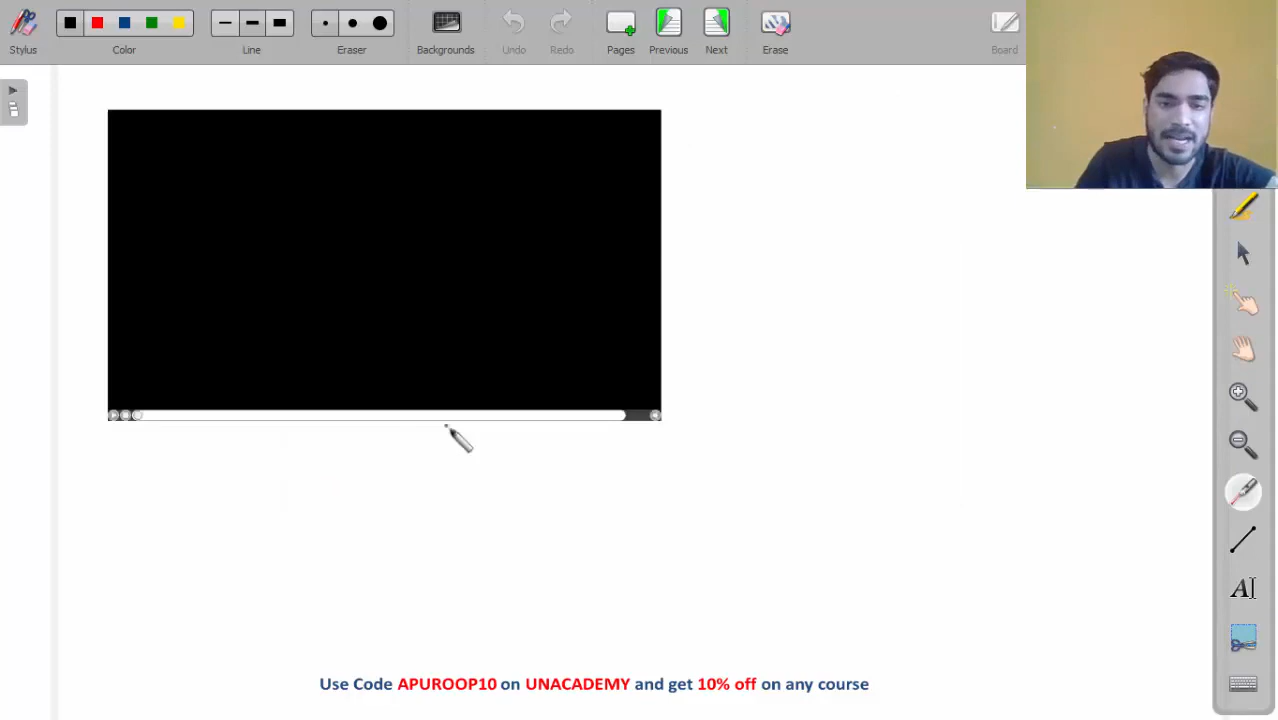 Stylus
Color
Line
Eraser
Backgrounds
Undo
Redo
Pages
Previous
Next
Erase
Board
A
Use Code APUROOP10 on UNACADEMY and get 10% off on any course